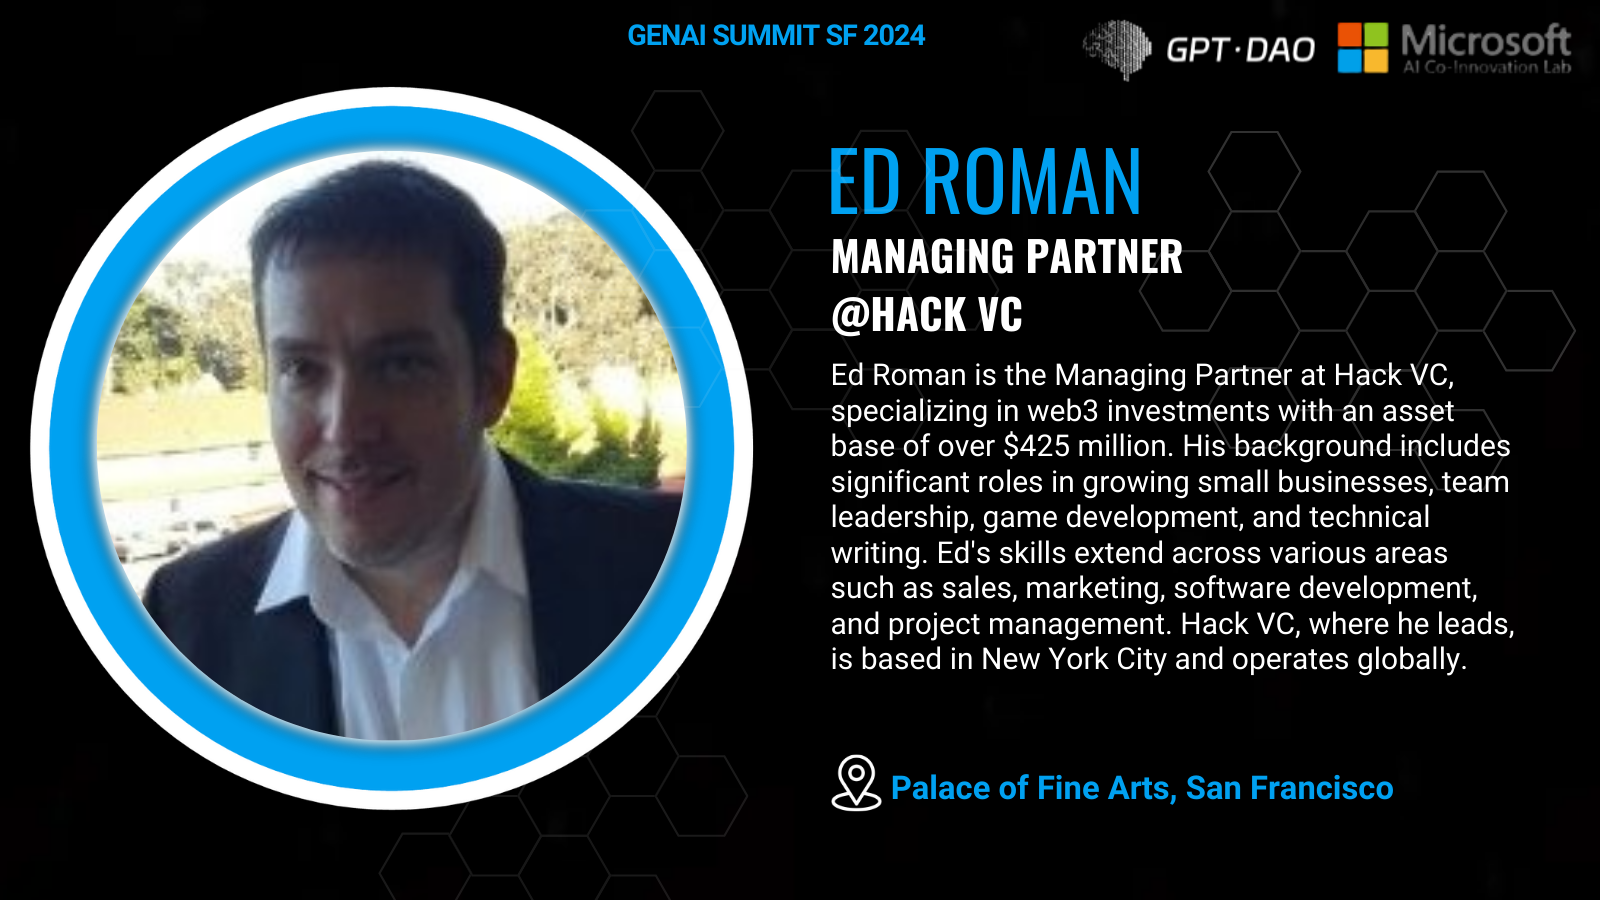 GENAI SUMMIT SF 2024
GPT·DAO
Microsoft
AI Co-Innovation Lab
ED ROMAN
MANAGING PARTNER
@HACK VC
Ed Roman is the Managing Partner at Hack VC,
specializing in web3 investments with an asset
base of over $425 million. His background includes
significant roles in growing small businesses, team
leadership, game development, and technical
writing. Ed's skills extend across various areas
such as sales, marketing, software development,
and project management. Hack VC, where he leads,
is based in New York City and operates globally.
Palace of Fine Arts, San Francisco